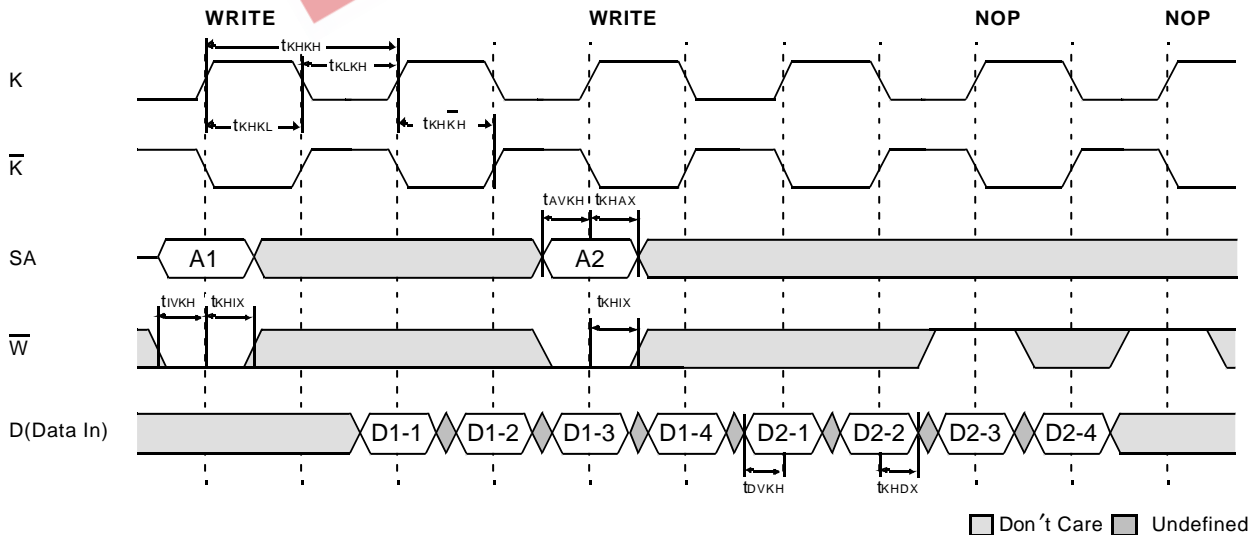 WRITE WRITE NOP NOP
tKHKH
tKLKH
K
tKHKL tKHK̅H
K̅
tAVKH tKHAX
SA A1 A2
tIVKH tKHIX tKHIX
W̅
D(Data In) D1-1 D1-2 D1-3 D1-4 D2-1 D2-2 D2-3 D2-4
tDVKH tKHDX
Don′t Care Undefined